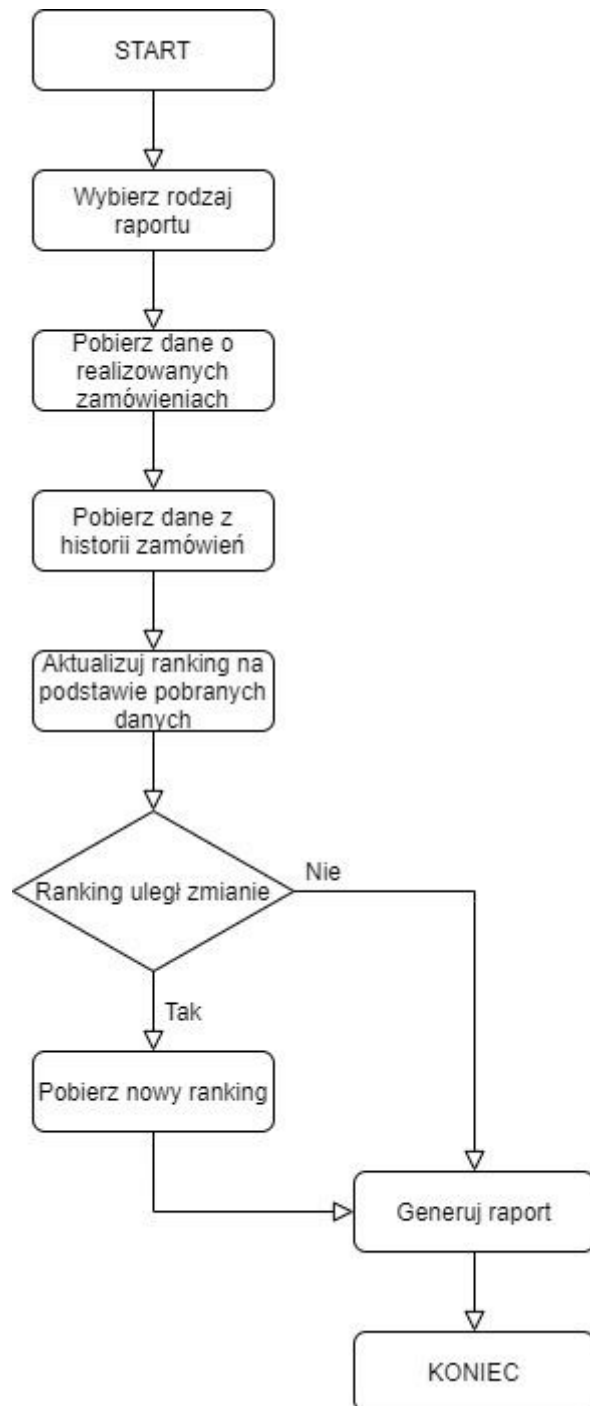 START
Wybierz rodzaj
raportu
Pobierz dane o
realizowanych
zamówieniach
Pobierz dane z
historii zamówień
Aktualizuj ranking na
podstawie pobranych
danych
Ranking uległ zmianie
Nie
Tak
Pobierz nowy ranking
Generuj raport
KONIEC